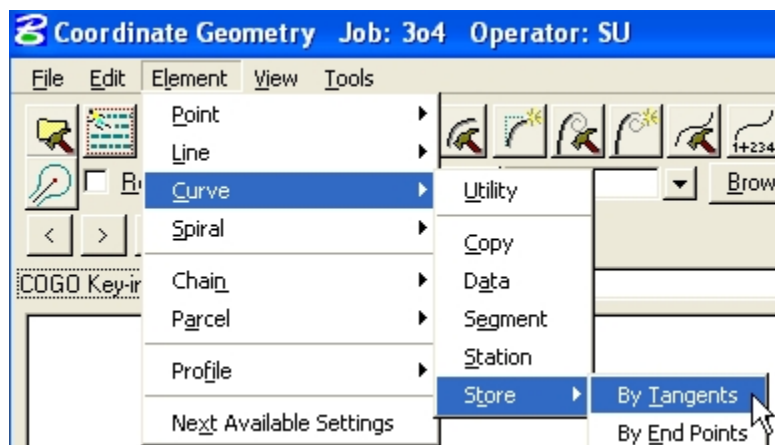 Coordinate Geometry Job: 3o4 Operator: SU
File Edit Element View Tools
Point
Line
1+234
Curve
Utility
Brow
Spiral
< >
Copy
COGO Key-in
Chain
Data
Parcel
Segment
Station
Profile
Store
By Tangents
Next Available Settings
By End Points